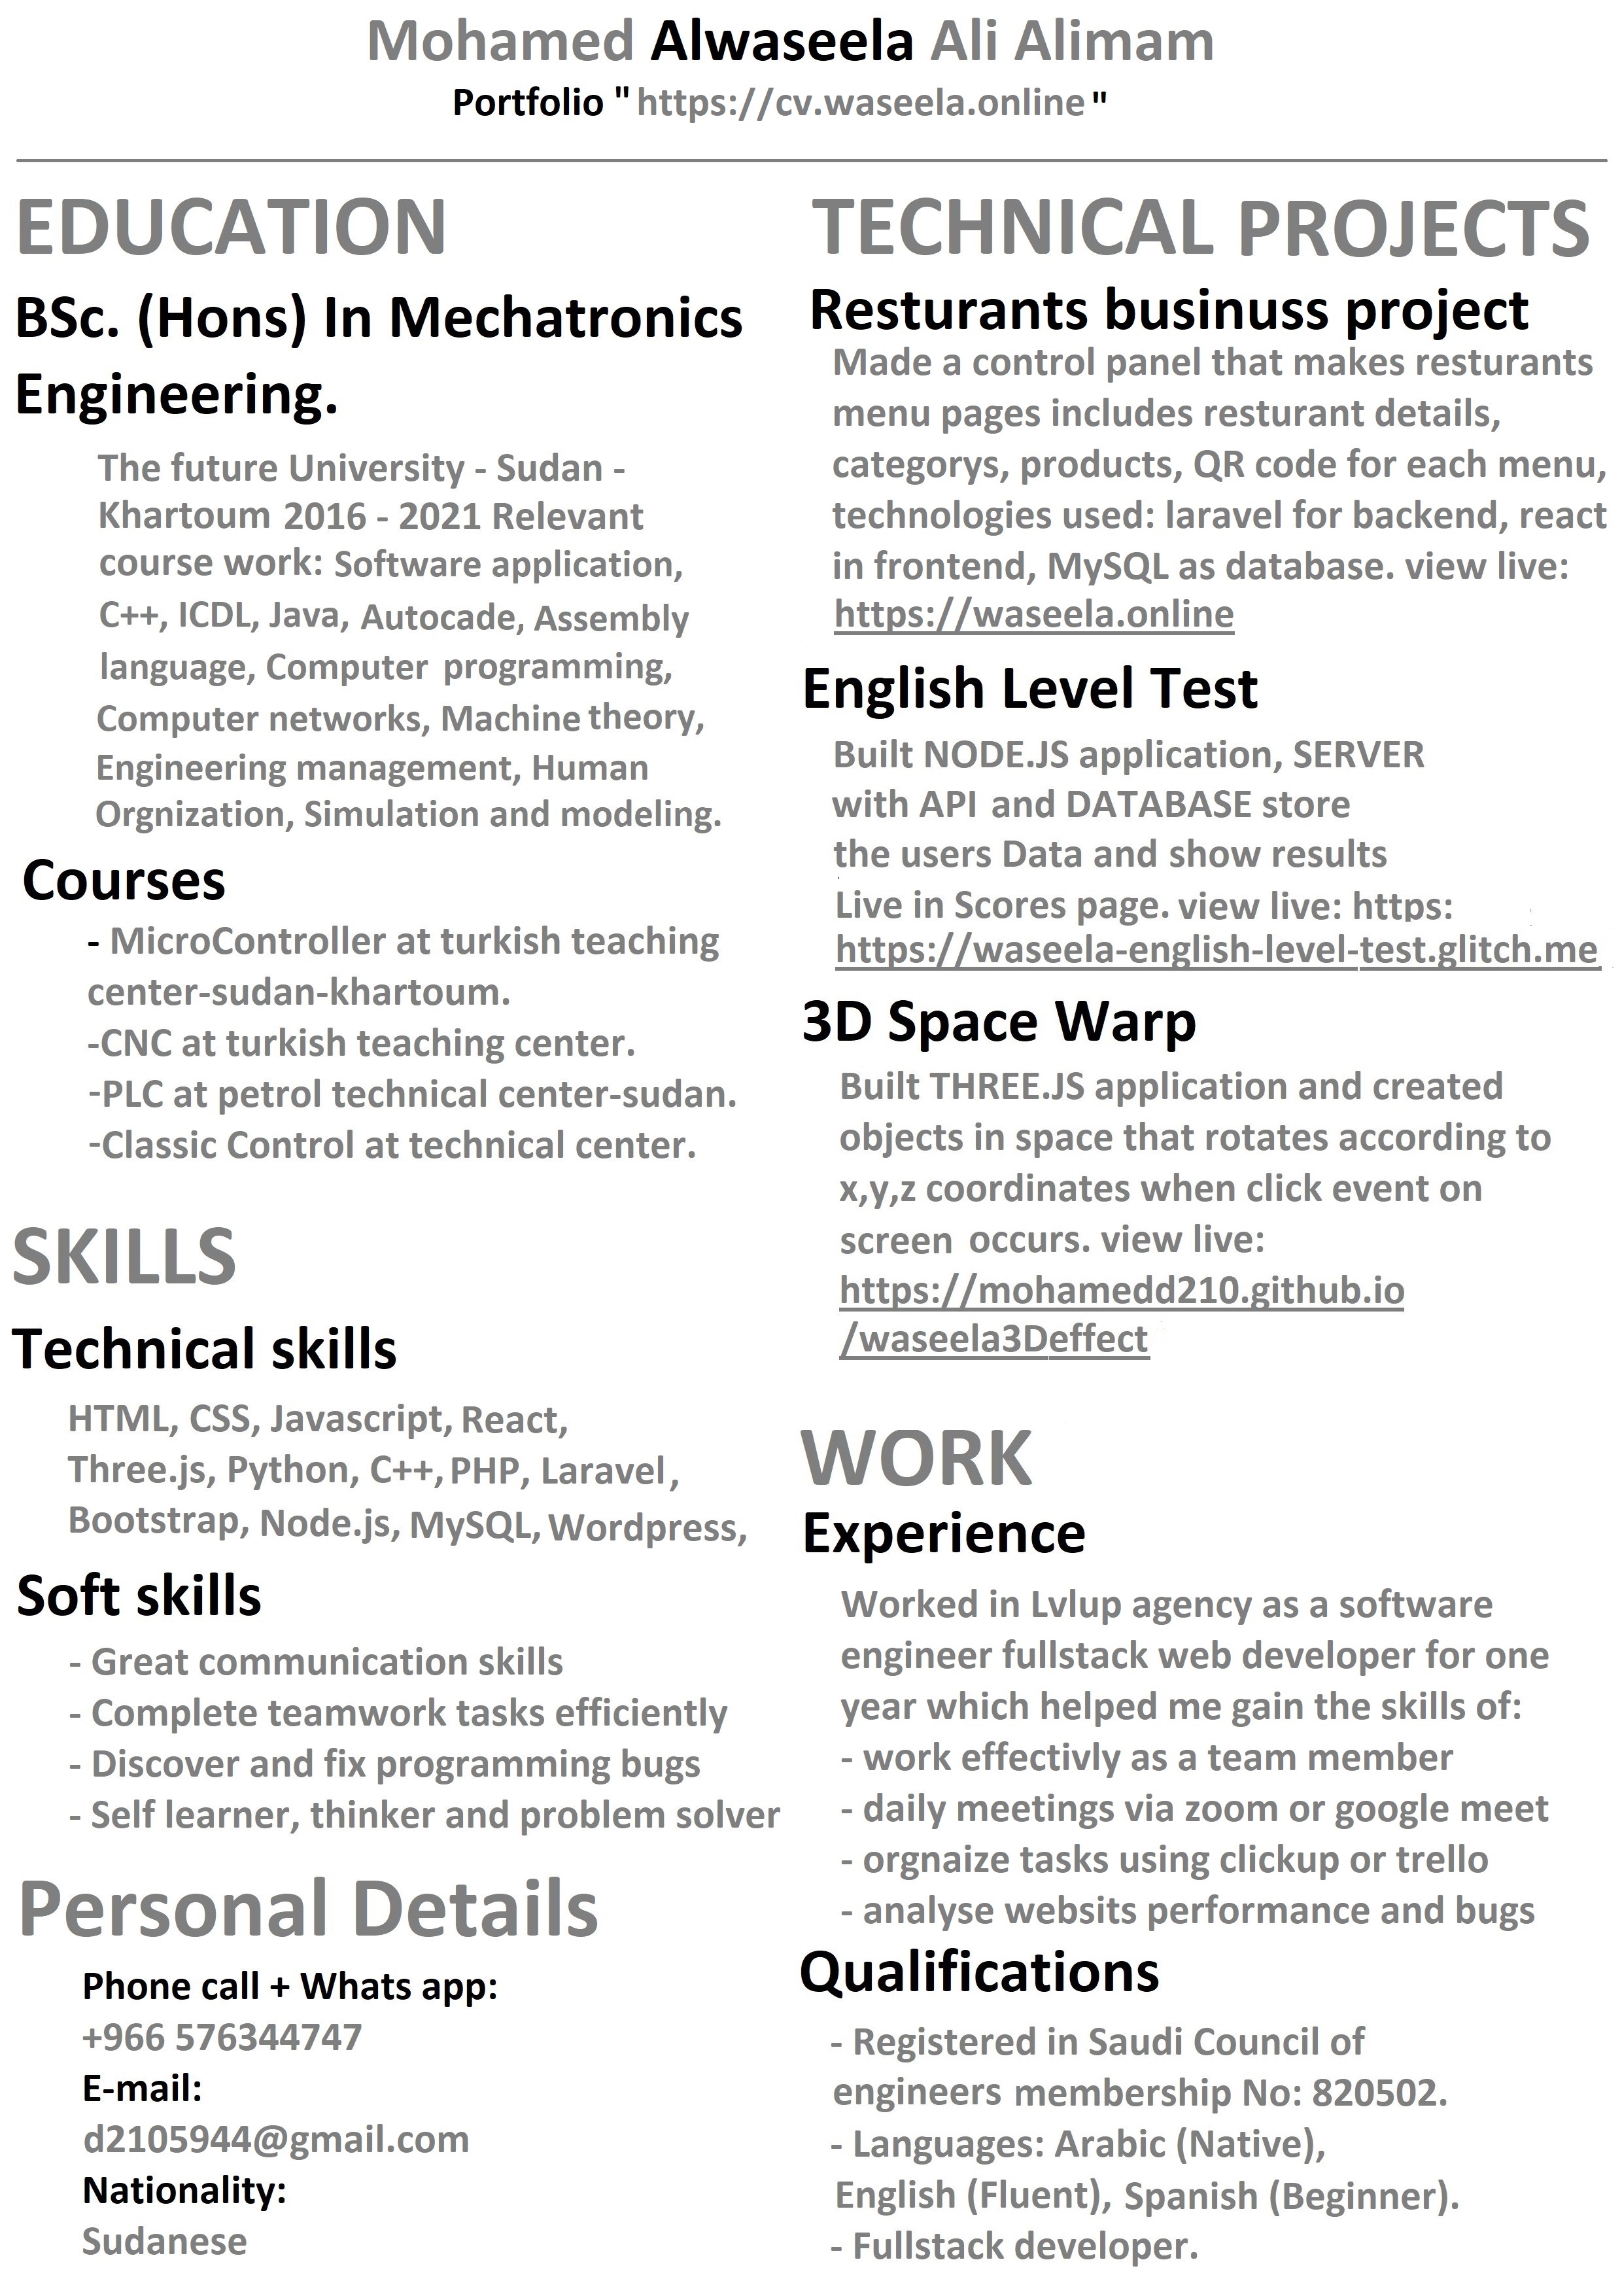 Mohamed Alwaseela Ali Alimam
Portfolio "https://cv.waseela.online"
EDUCATION
BSc. (Hons) In Mechatronics
Engineering.
The future University - Sudan -
Khartoum 2016 - 2021 Relevant
course work: Software application,
C++, ICDL, Java, Autocade, Assembly
language, Computer programming,
Computer networks, Machine theory,
Engineering management, Human
Orgnization, Simulation and modeling.
Courses
- MicroController at turkish teaching
center-sudan-khartoum.
-CNC at turkish teaching center.
-PLC at petrol technical center-sudan.
-Classic Control at technical center.
SKILLS
Technical skills
HTML, CSS, Javascript, React,
Three.js, Python, C++, PHP, Laravel,
Bootstrap, Node.js, MySQL, Wordpress,
Soft skills
- Great communication skills
- Complete teamwork tasks efficiently
- Discover and fix programming bugs
- Self learner, thinker and problem solver
Personal Details
Phone call + Whats app:
+966 576344747
E-mail:
d2105944@gmail.com
Nationality:
Sudanese
TECHNICAL PROJECTS
Resturants businuss project
Made a control panel that makes resturants
menu pages includes resturant details,
categorys, products, QR code for each menu,
technologies used: laravel for backend, react
in frontend, MySQL as database. view live:
https://waseela.online
English Level Test
Built NODE.JS application, SERVER
with API and DATABASE store
the users Data and show results
Live in Scores page. view live: https:
https://waseela-english-level-test.glitch.me
3D Space Warp
Built THREE.JS application and created
objects in space that rotates according to
x,y,z coordinates when click event on
screen occurs. view live:
https://mohamedd210.github.io
/waseela3Deffect
WORK
Experience
Worked in Lvlup agency as a software
engineer fullstack web developer for one
year which helped me gain the skills of:
- work effectivly as a team member
- daily meetings via zoom or google meet
- orgnaize tasks using clickup or trello
- analyse websits performance and bugs
Qualifications
- Registered in Saudi Council of
engineers membership No: 820502.
- Languages: Arabic (Native),
English (Fluent), Spanish (Beginner).
- Fullstack developer.